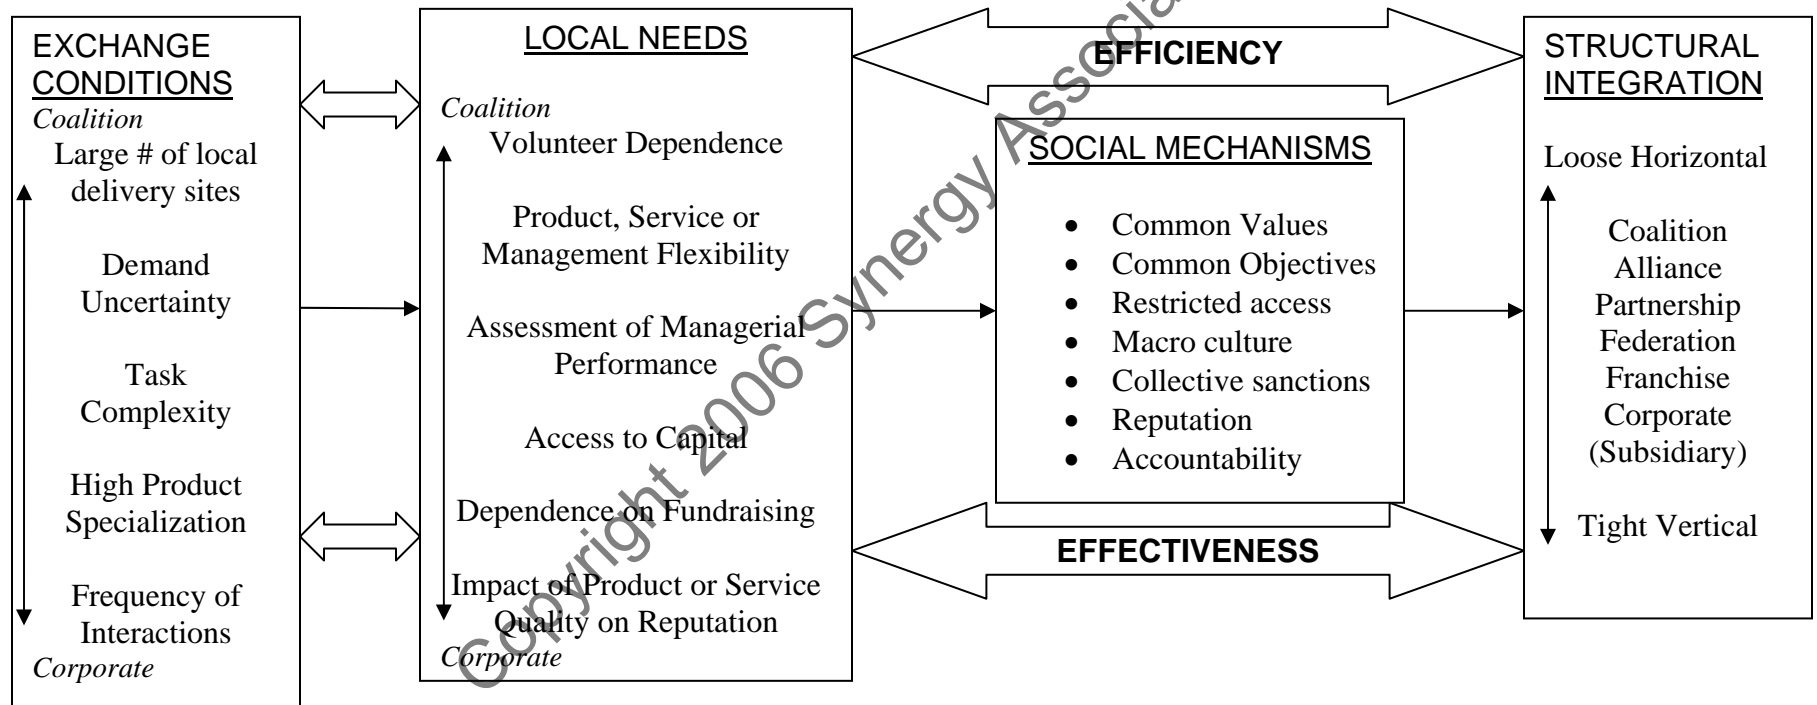 EXCHANGE
CONDITIONS
Coalition
Large # of local
delivery sites
Demand
Uncertainty
Task
Complexity
High Product
Specialization
Frequency of
Interactions
Corporate
LOCAL NEEDS
Coalition
Volunteer Dependence
Product, Service or
Management Flexibility
Assessment of Managerial
Performance
Access to Capital
Dependence on Fundraising
Impact of Product or Service
Quality on Reputation
Corporate
EFFICIENCY
SOCIAL MECHANISMS
• Common Values
• Common Objectives
• Restricted access
• Macro culture
• Collective sanctions
• Reputation
• Accountability
EFFECTIVENESS
STRUCTURAL
INTEGRATION
Loose Horizontal
Coalition
Alliance
Partnership
Federation
Franchise
Corporate
(Subsidiary)
Tight Vertical
Copyright 2006 Synergy